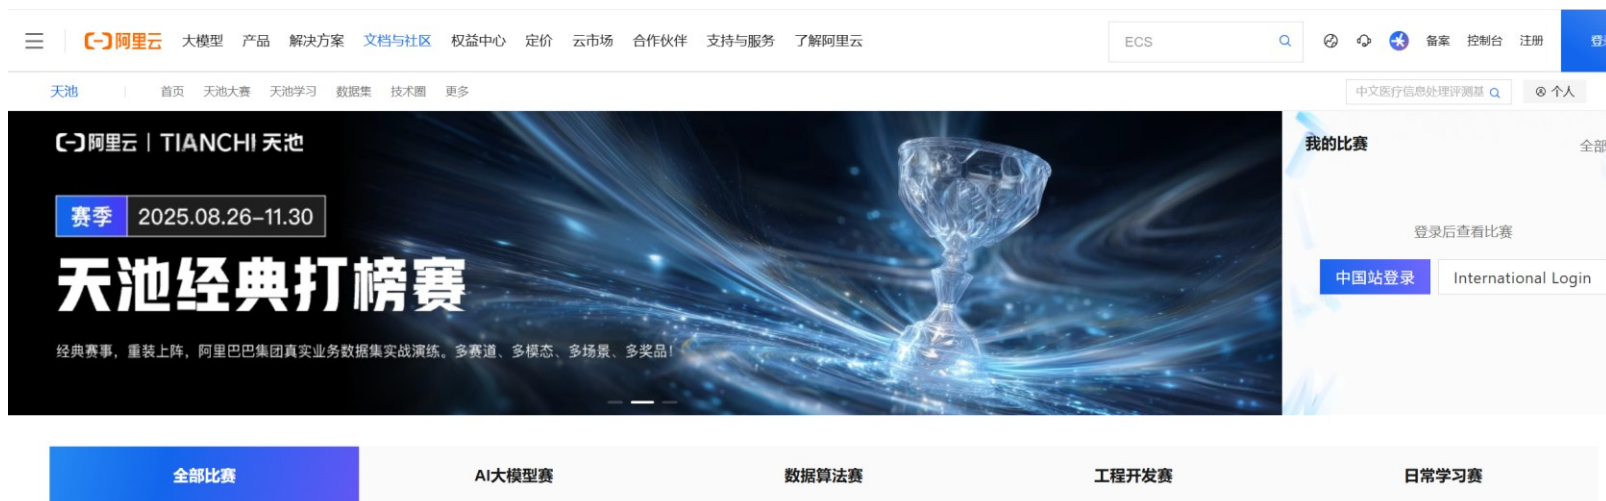 阿里云 大模型 产品 解决方案 文档与社区 权益中心 定价 云市场 合作伙伴 支持与服务 了解阿里云 ECS 备案 控制台 注册
天池 首页 天池大赛 天池学习 数据集 技术圈 更多 中文医疗信息处理评测基 个人
阿里云 | TIANCHI 天池
赛季 2025.08.26-11.30
天池经典打榜赛
经典赛事，重装上阵，阿里巴巴集团真实业务数据集实战演练。多赛道、多模态、多场景、多奖品！
我的比赛 全部
登录后查看比赛
中国站登录 International Login
全部比赛 AI大模型赛 数据算法赛 工程开发赛 日常学习赛